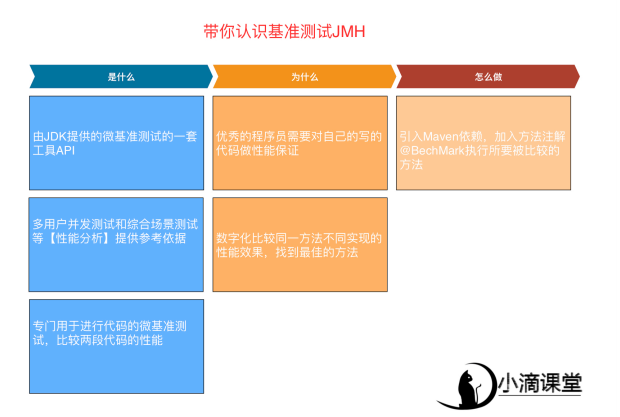 带你认识基准测试JMH
是什么
为什么
怎么做
由JDK提供的微基准测试的一套
工具API
优秀的程序员需要对自己的写的
代码做性能保证
引入Maven依赖，加入方法注解
@BechMark执行所要被比较的
方法
多用户并发测试和综合场景测试
等【性能分析】提供参考依据
数字化比较同一方法不同实现的
性能效果，找到最佳的方法
专门用于进行代码的微基准测
试，比较两段代码的性能
小滴课堂